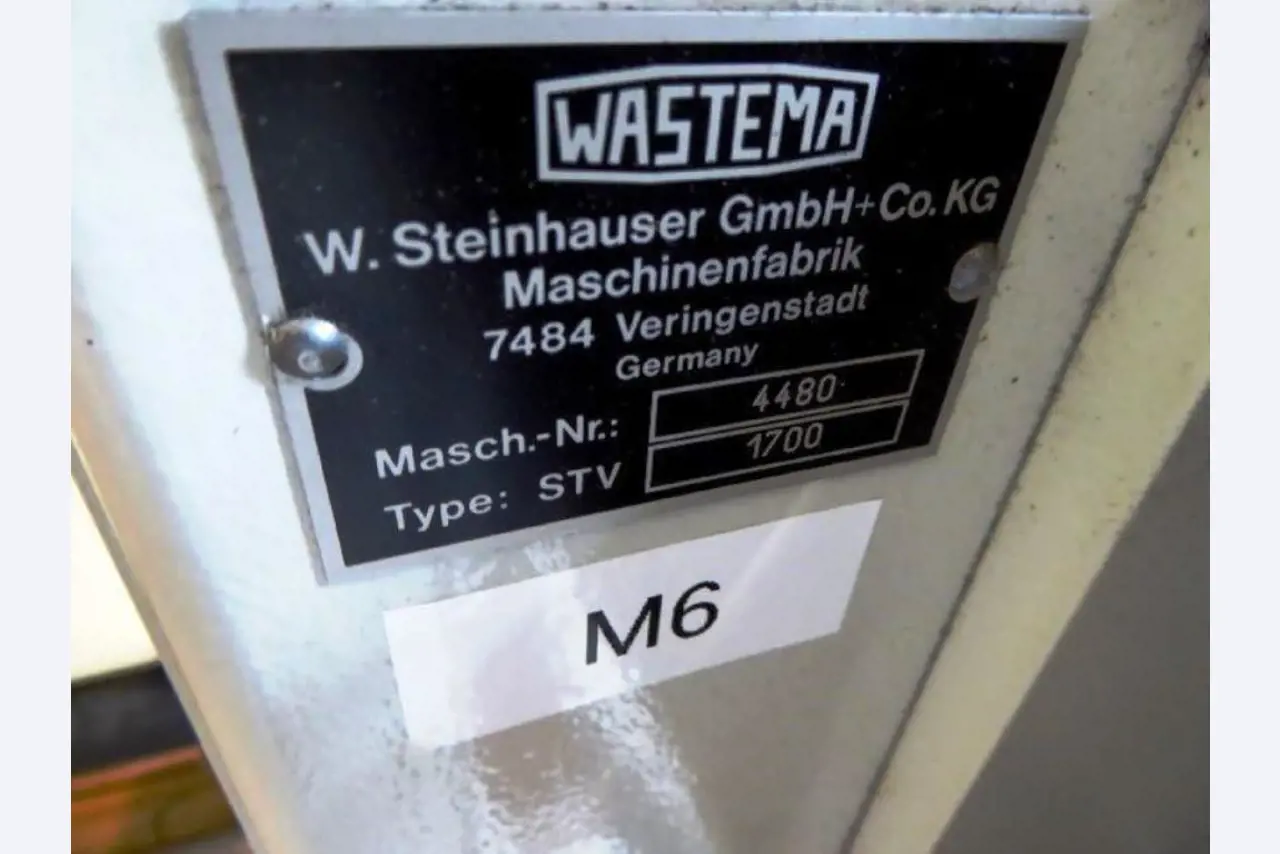 WASTEMA
W. Steinhauser GmbH+Co. KG
Maschinenfabrik
7484 Veringenstadt
Germany
Masch.-Nr.: 4480
Type: STV 1700
M6